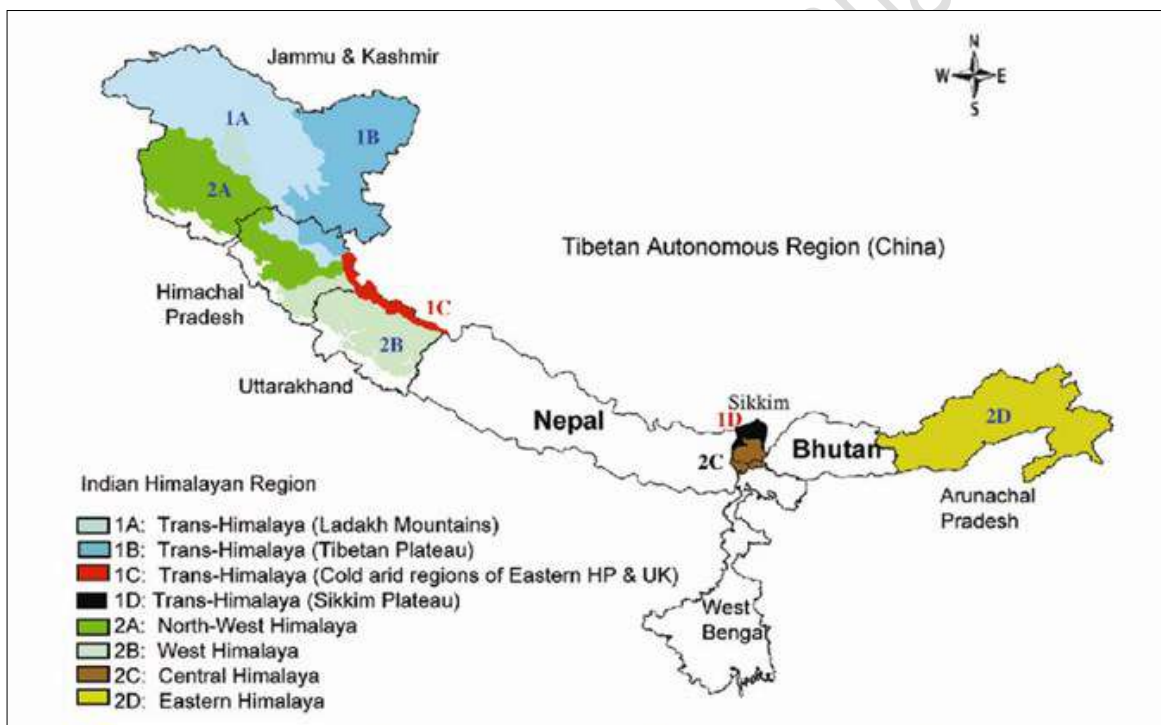 N
W E
S
Jammu & Kashmir
1A
1B
2A
Tibetan Autonomous Region (China)
Himachal
Pradesh
1C
2B
Uttarakhand
Nepal
Sikkim
1D
2C
Bhutan
2D
Arunachal
Pradesh
West
Bengal
Indian Himalayan Region
1A: Trans-Himalaya (Ladakh Mountains)
1B: Trans-Himalaya (Tibetan Plateau)
1C: Trans-Himalaya (Cold arid regions of Eastern HP & UK)
1D: Trans-Himalaya (Sikkim Plateau)
2A: North-West Himalaya
2B: West Himalaya
2C: Central Himalaya
2D: Eastern Himalaya